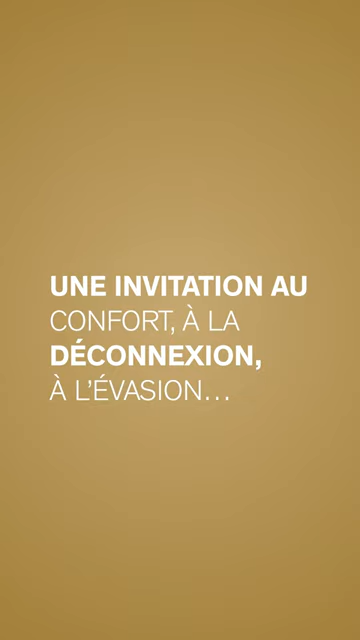 UNE INVITATION AU
CONFORT, À LA
DÉCONNEXION,
À L’ÉVASION…